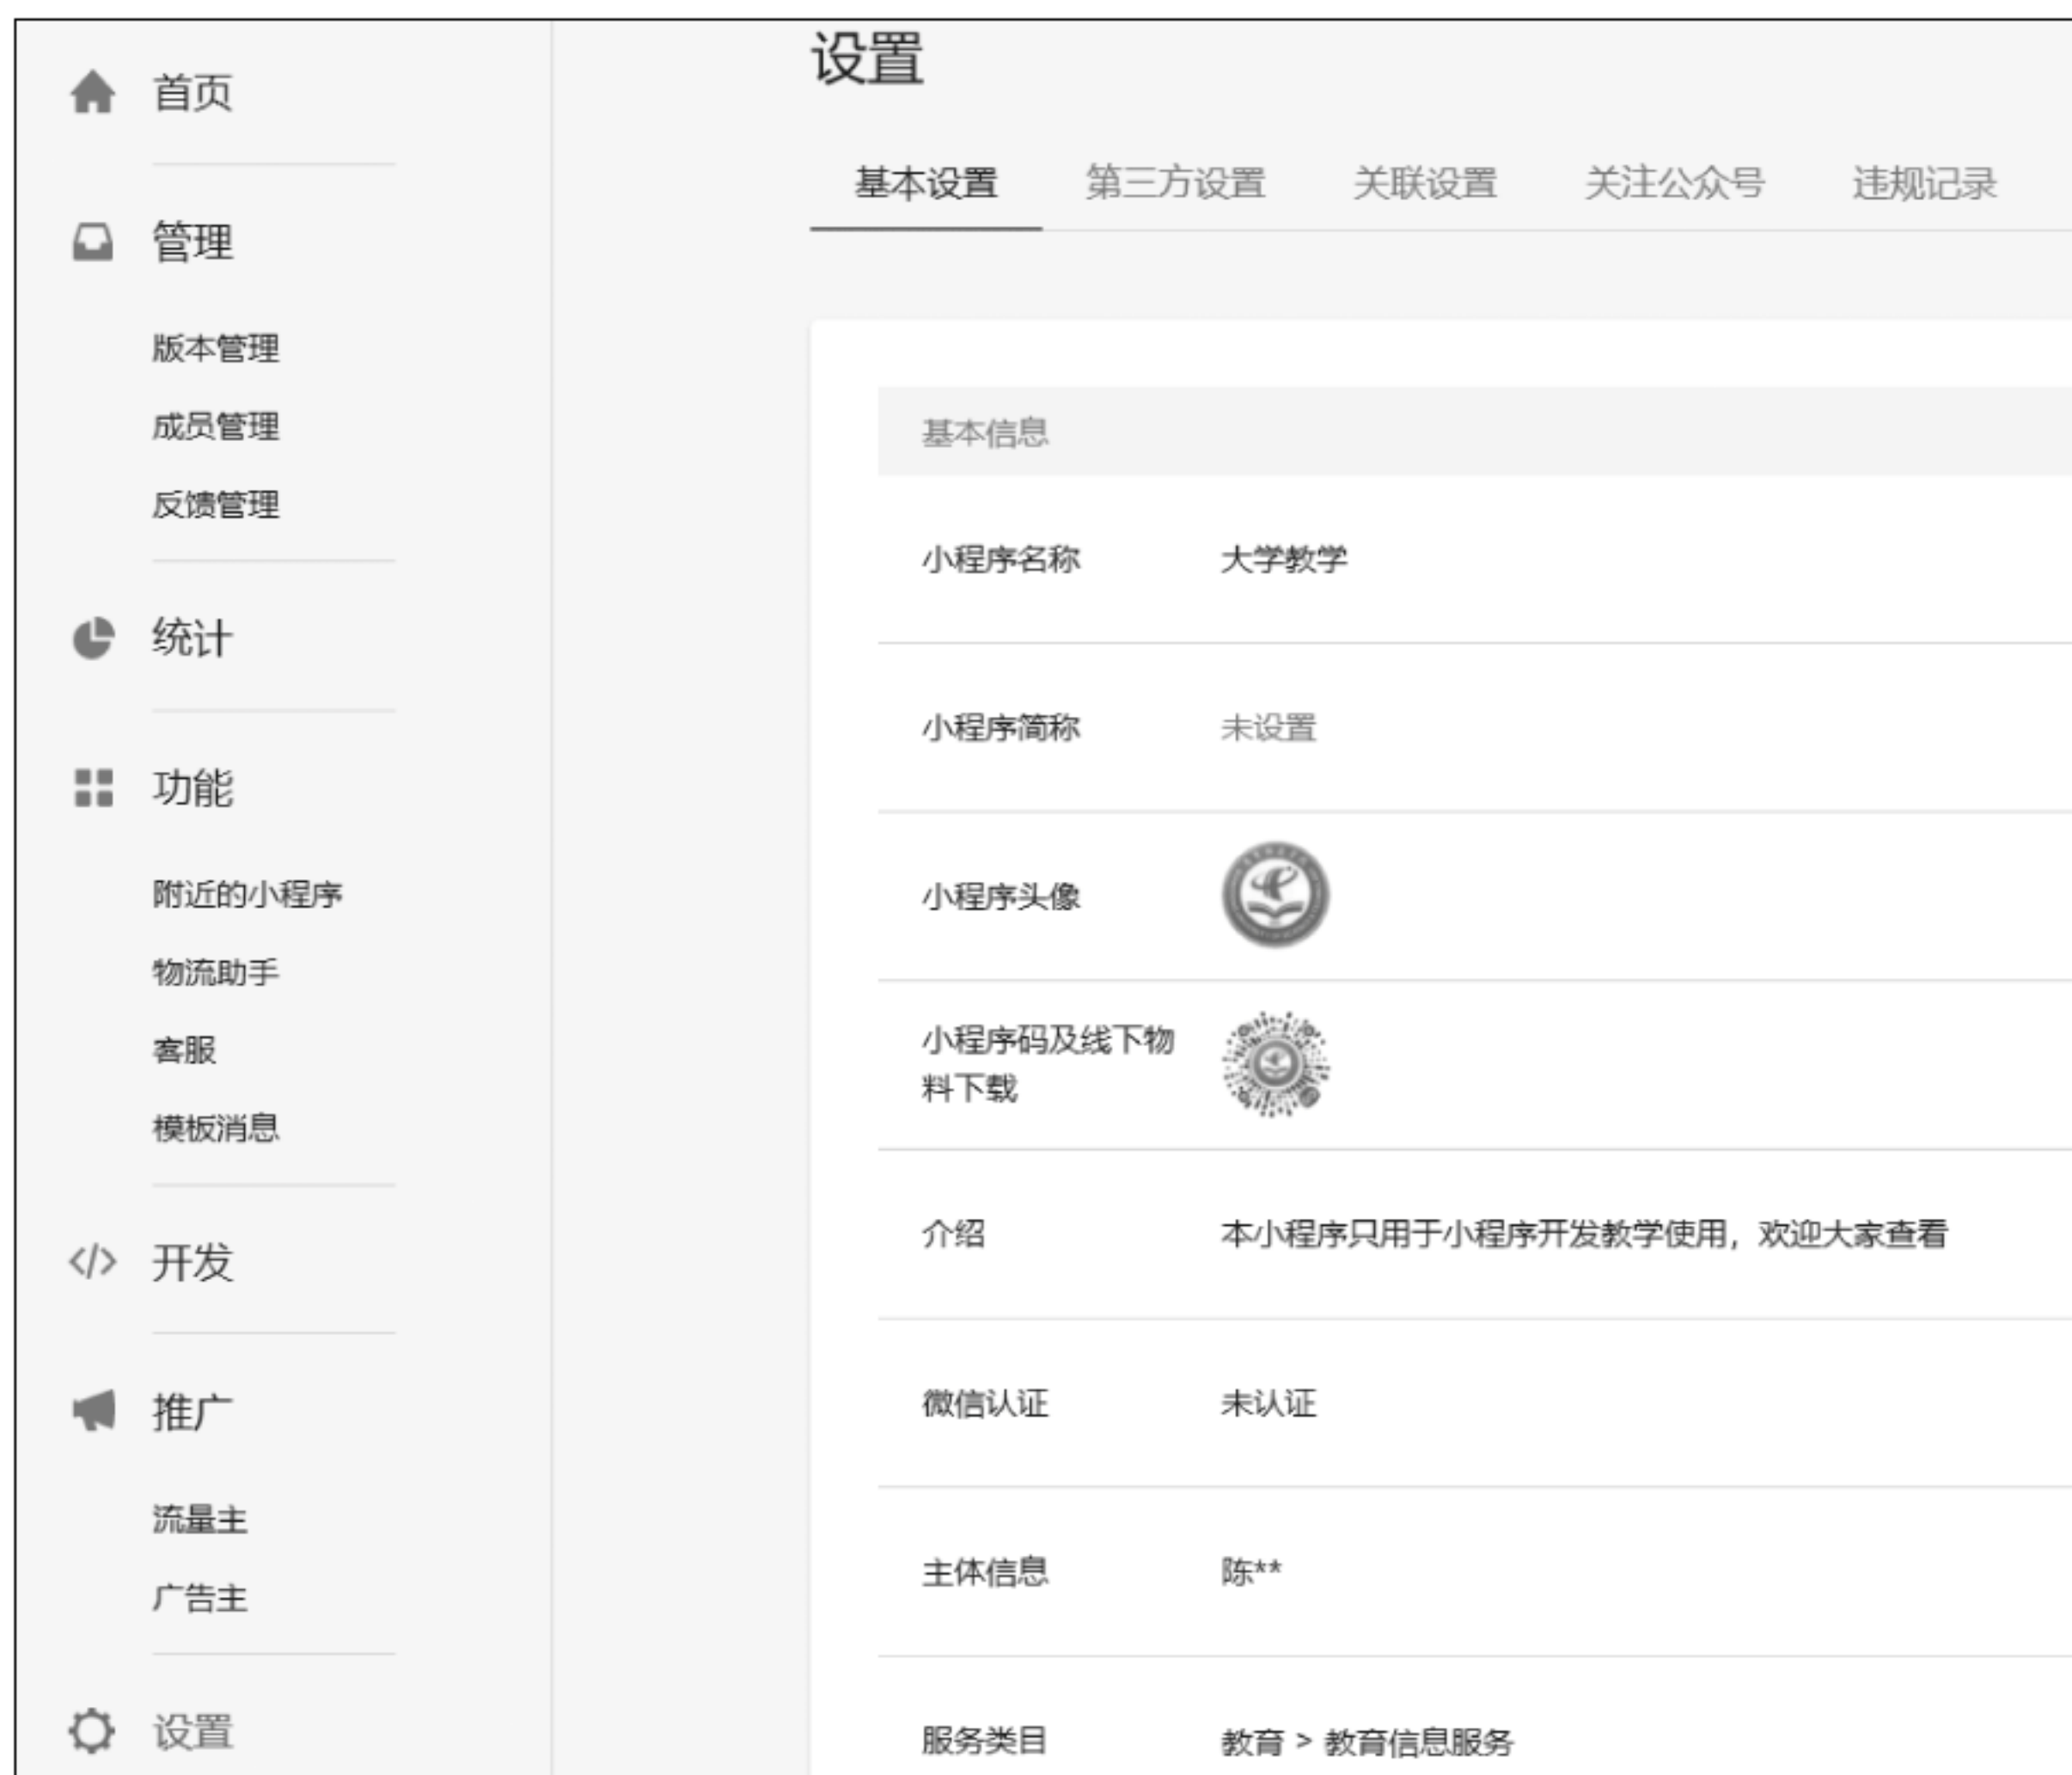 首页
管理
版本管理
成员管理
反馈管理
统计
功能
附近的小程序
物流助手
客服
模板消息
开发
推广
流量主
广告主
设置
设置
基本设置 第三方设置 关联设置 关注公众号 违规记录
基本信息
小程序名称 大学教学
小程序简称 未设置
小程序头像
小程序码及线下物
料下载
介绍 本小程序只用于小程序开发教学使用，欢迎大家查看
微信认证 未认证
主体信息 陈**
服务类目 教育 > 教育信息服务